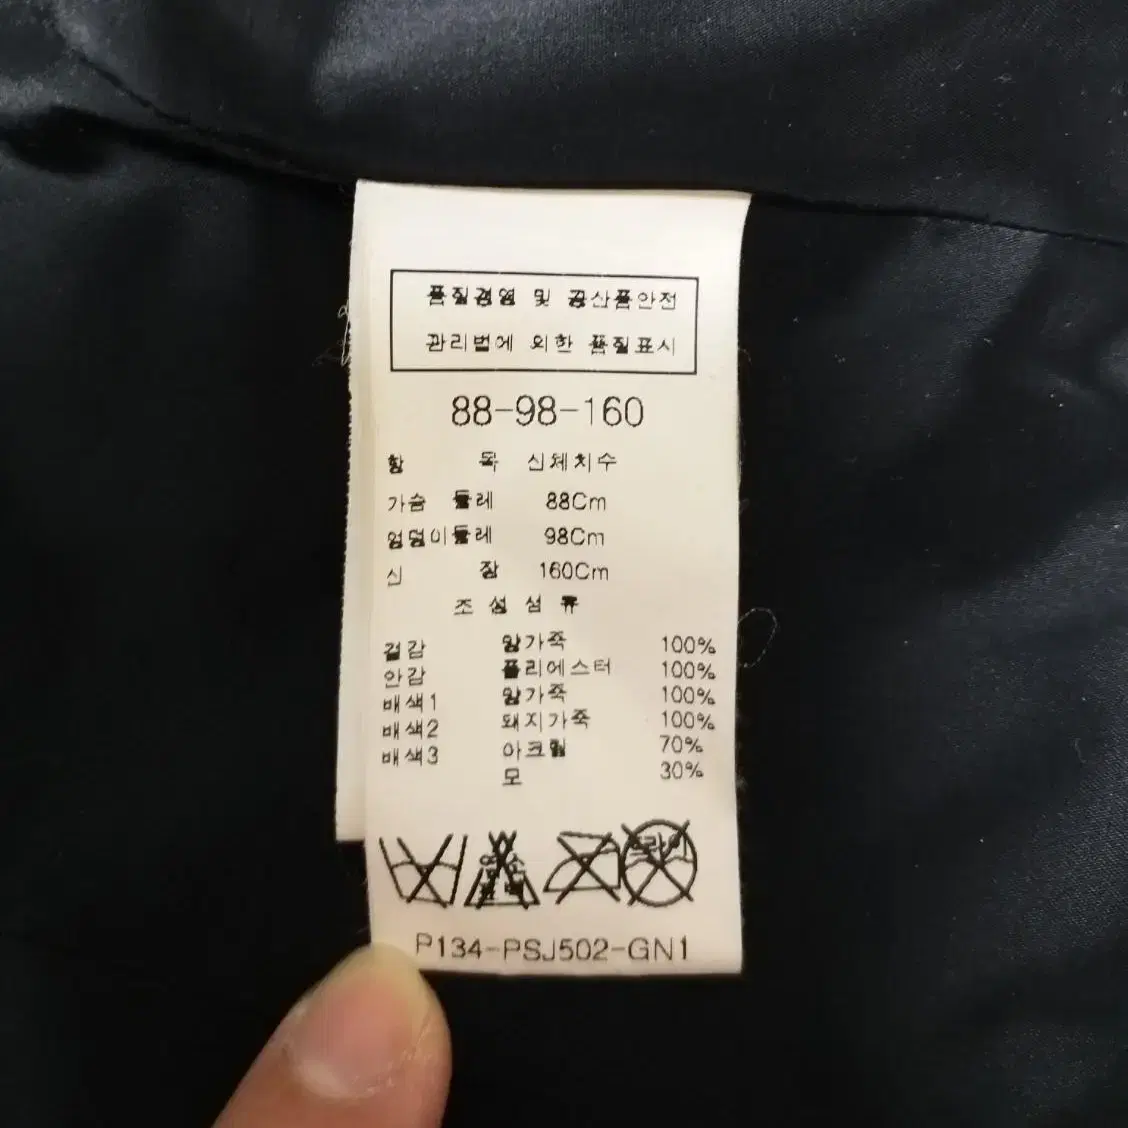 품질경영 및 공산품안전
관리법에 의한 품질표시
88-98-160
항 목 신체치수
가슴 둘레 88Cm
엉덩이둘레 98Cm
신 장 160Cm
조 성 섬 유
겉감 양가죽 100%
안감 폴리에스터 100%
배색1 양가죽 100%
배색2 돼지가죽 100%
배색3 아크릴 70%
모 30%
드라이
P134-PSJ502-GN1